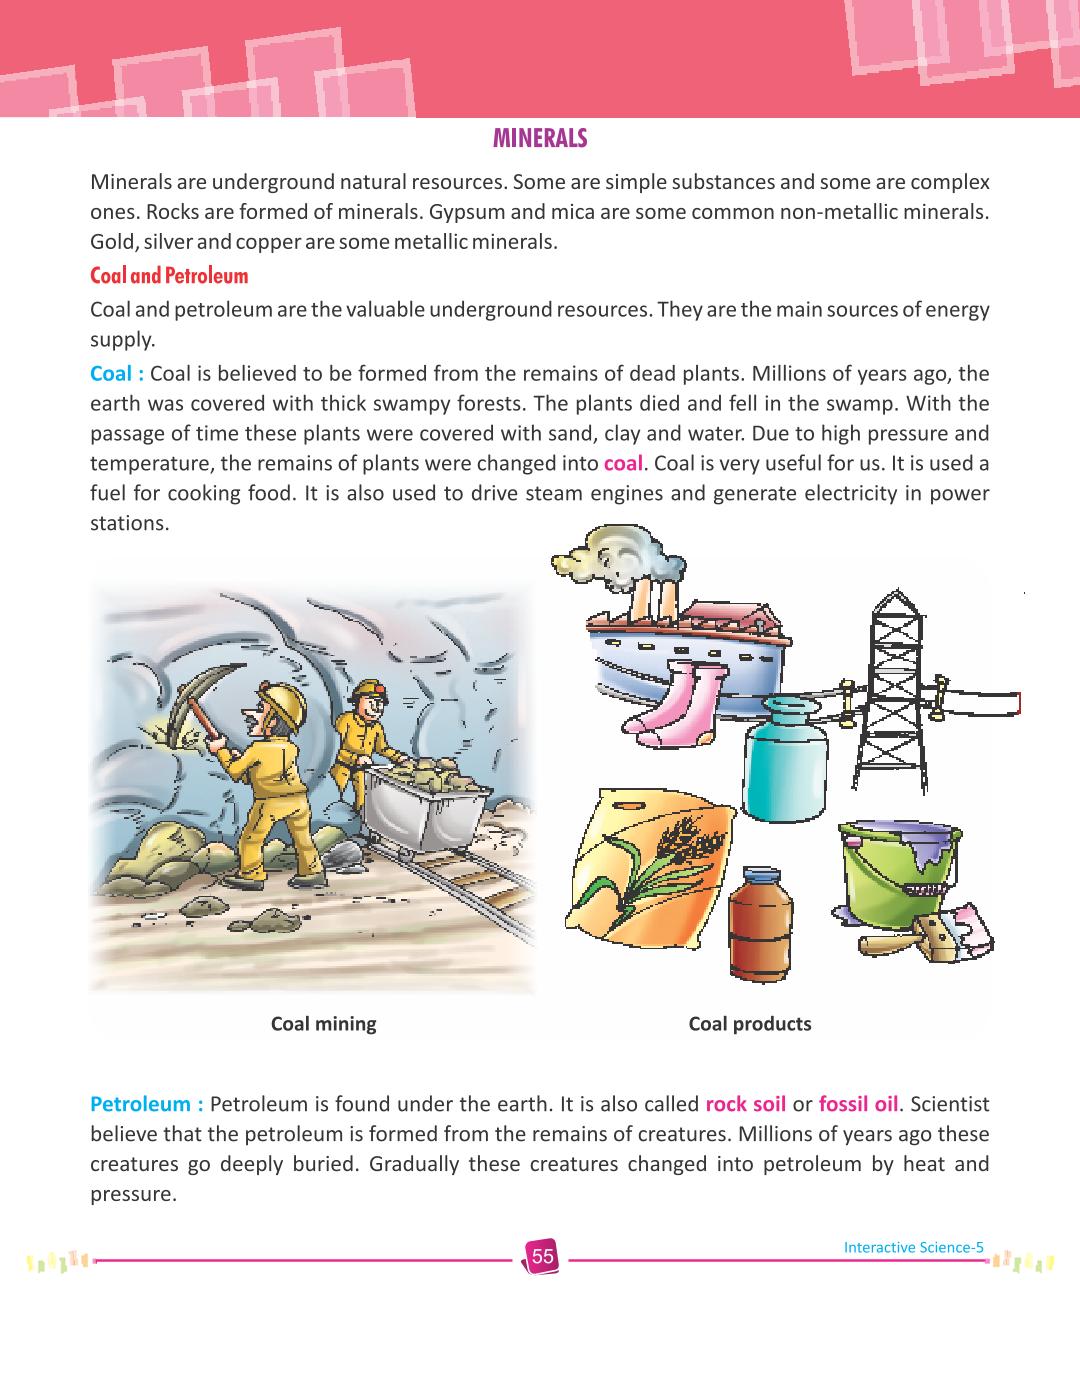 MINERALS
Minerals are underground natural resources. Some are simple substances and some are complex
ones. Rocks are formed of minerals. Gypsum and mica are some common non-metallic minerals.
Gold, silver and copper are some metallic minerals.
Coal and Petroleum
Coal and petroleum are the valuable underground resources. They are the main sources of energy
supply.
Coal : Coal is believed to be formed from the remains of dead plants. Millions of years ago, the
earth was covered with thick swampy forests. The plants died and fell in the swamp. With the
passage of time these plants were covered with sand, clay and water. Due to high pressure and
temperature, the remains of plants were changed into coal. Coal is very useful for us. It is used a
fuel for cooking food. It is also used to drive steam engines and generate electricity in power
stations.
Coal mining
Coal products
Petroleum : Petroleum is found under the earth. It is also called rock soil or fossil oil. Scientist
believe that the petroleum is formed from the remains of creatures. Millions of years ago these
creatures go deeply buried. Gradually these creatures changed into petroleum by heat and
pressure.
55
Interactive Science-5